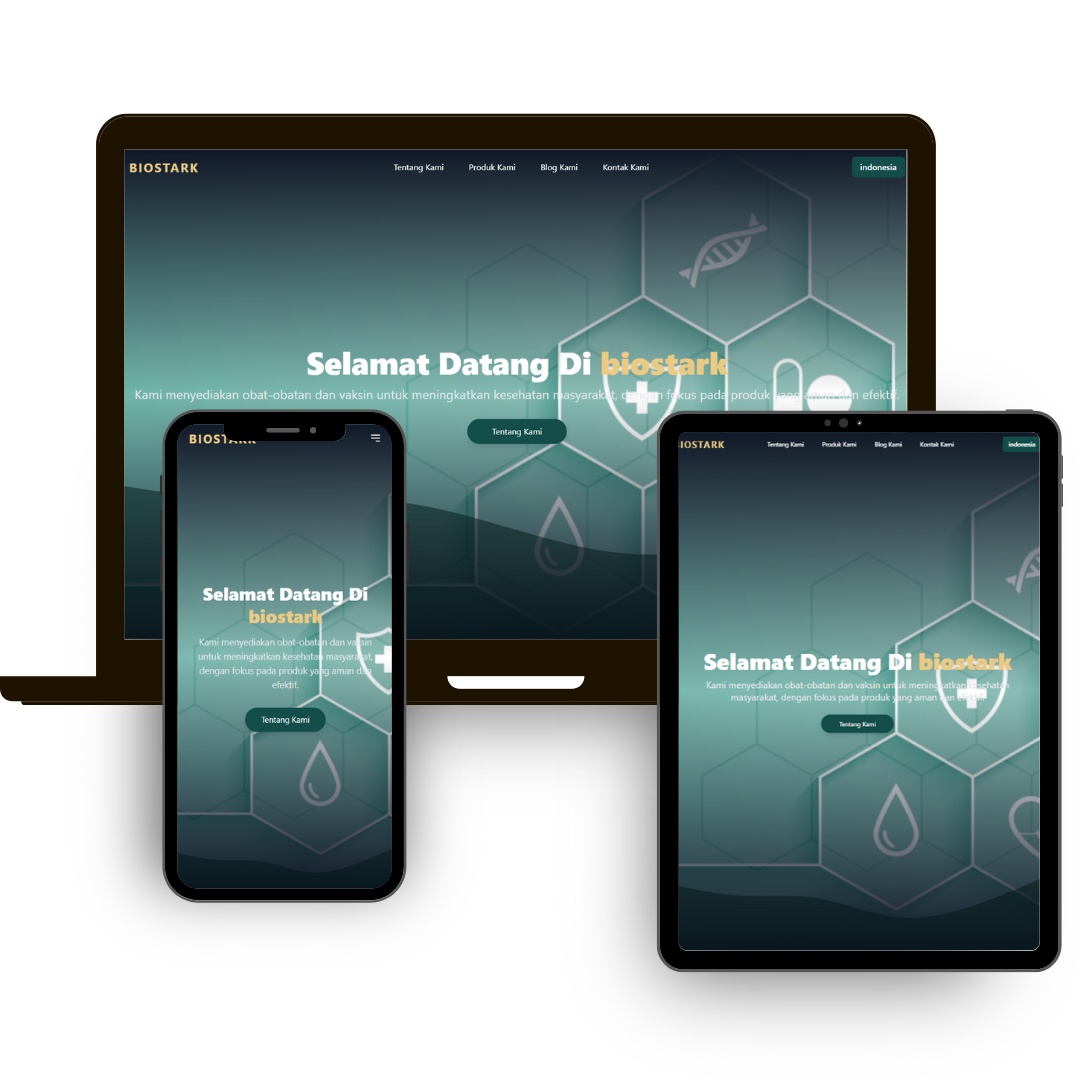 BIOSTARK
Tentang Kami
Produk Kami
Blog Kami
Kontak Kami
indonesia
Selamat Datang Di biostark
Kami menyediakan obat-obatan dan vaksin untuk meningkatkan kesehatan masyarakat, dengan fokus pada produk yang aman dan efektif.
Tentang Kami
BIOSTARK
Selamat Datang Di
biostark
Kami menyediakan obat-obatan dan vaksin
untuk meningkatkan kesehatan masyarakat,
dengan fokus pada produk yang aman dan
efektif.
Tentang Kami
BIOSTARK
Tentang Kami
Produk Kami
Blog Kami
Kontak Kami
indonesia
Selamat Datang Di biostark
Kami menyediakan obat-obatan dan vaksin untuk meningkatkan kesehatan
masyarakat, dengan fokus pada produk yang aman dan efektif.
Tentang Kami